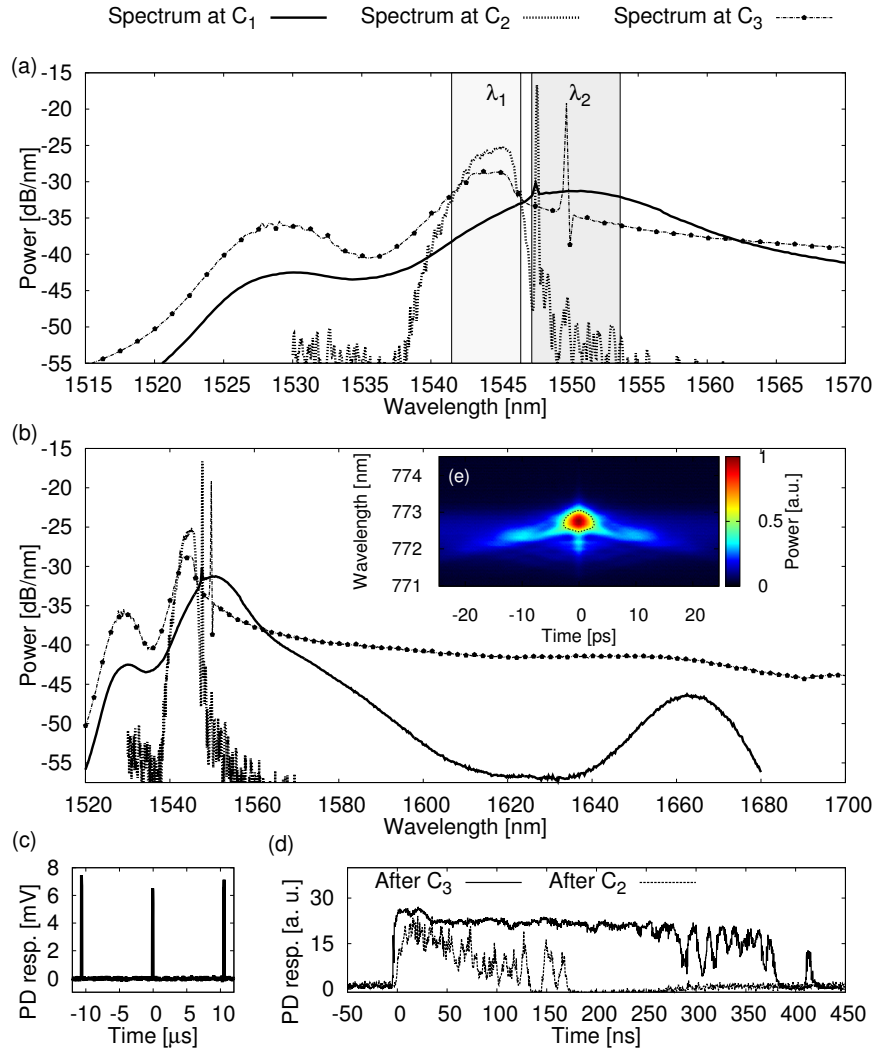 Spectrum at C1 Spectrum at C2 Spectrum at C3
(a)
-15
-20
-25
-30
-35
-40
-45
-50
-55
Power [dB/nm]
λ1 λ2
1515 1520 1525 1530 1535 1540 1545 1550 1555 1560 1565 1570
Wavelength [nm]
(b)
-15
-20
-25
-30
-35
-40
-45
-50
-55
Power [dB/nm]
1520 1540 1560 1580 1600 1620 1640 1660 1680 1700
Wavelength [nm]
(e)
774
773
772
771
Wavelength [nm]
-20 -10 0 10 20
Time [ps]
1
0.5
0
Power [a.u.]
(c)
8
6
4
2
0
PD resp. [mV]
-10 -5 0 5 10
Time [μs]
(d)
After C3 After C2
30
15
0
PD resp. [a. u.]
-50 0 50 100 150 200 250 300 350 400 450
Time [ns]